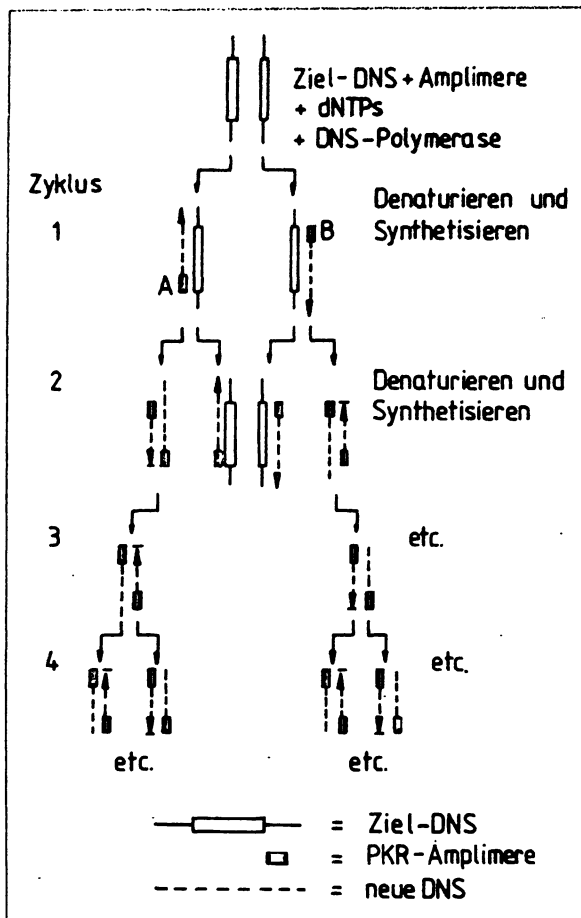 Ziel-DNS + Amplimere
+ dNTPs
+ DNS-Polymerase
Zyklus
Denaturieren und
1
B
Synthetisieren
A
2
Denaturieren und
Synthetisieren
3
etc.
4
etc.
etc.
etc.
= Ziel-DNS
= PKR-Amplimere
= neue DNS